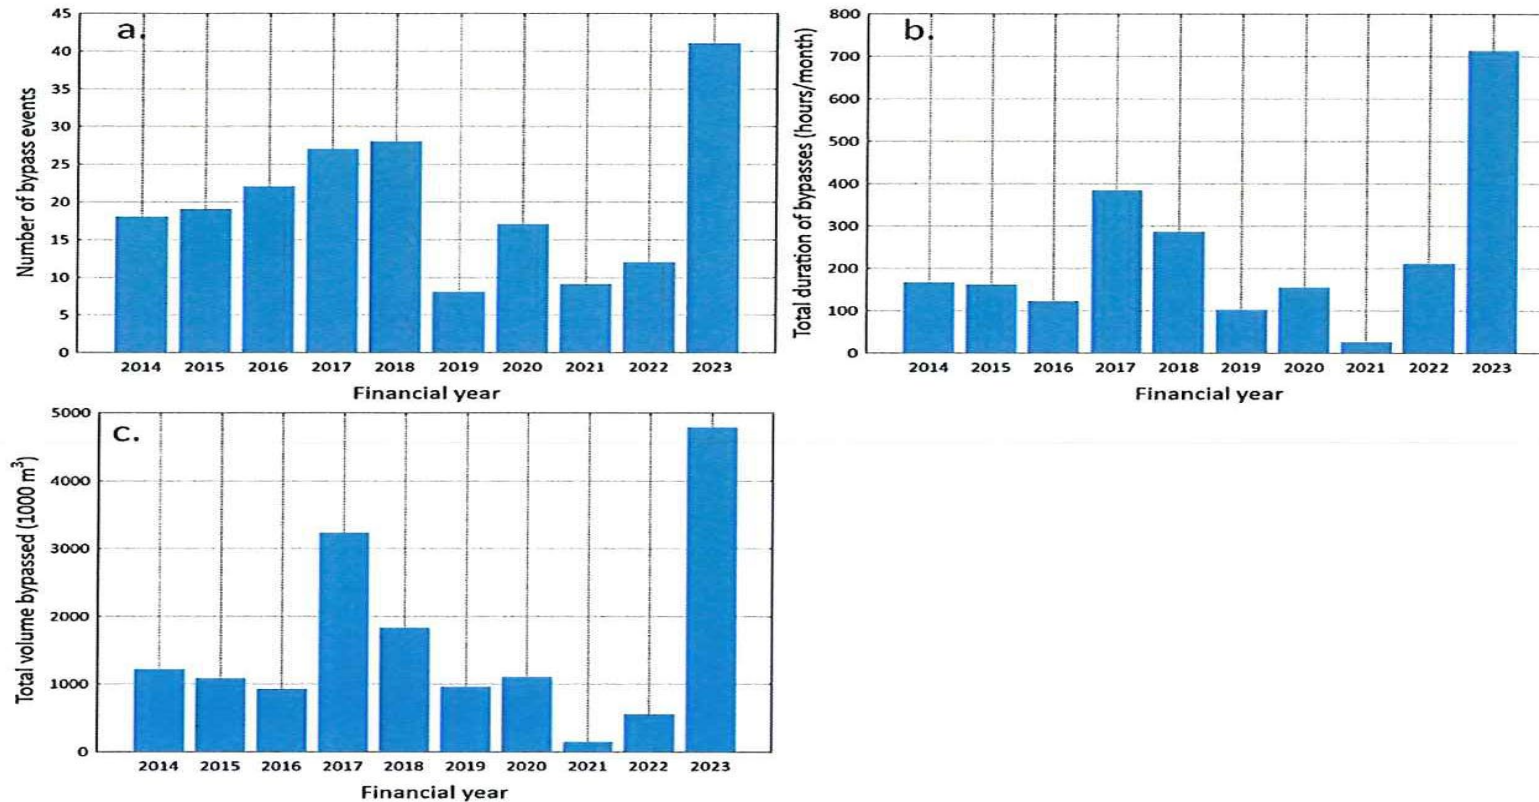 a.
Number of bypass events
45
40
35
30
25
20
15
10
5
0
2014 2015 2016 2017 2018 2019 2020 2021 2022 2023
Financial year
b.
Total duration of bypasses (hours/month)
800
700
600
500
400
300
200
100
0
2014 2015 2016 2017 2018 2019 2020 2021 2022 2023
Financial year
c.
Total volume bypassed (1000 m³)
5000
4000
3000
2000
1000
0
2014 2015 2016 2017 2018 2019 2020 2021 2022 2023
Financial year